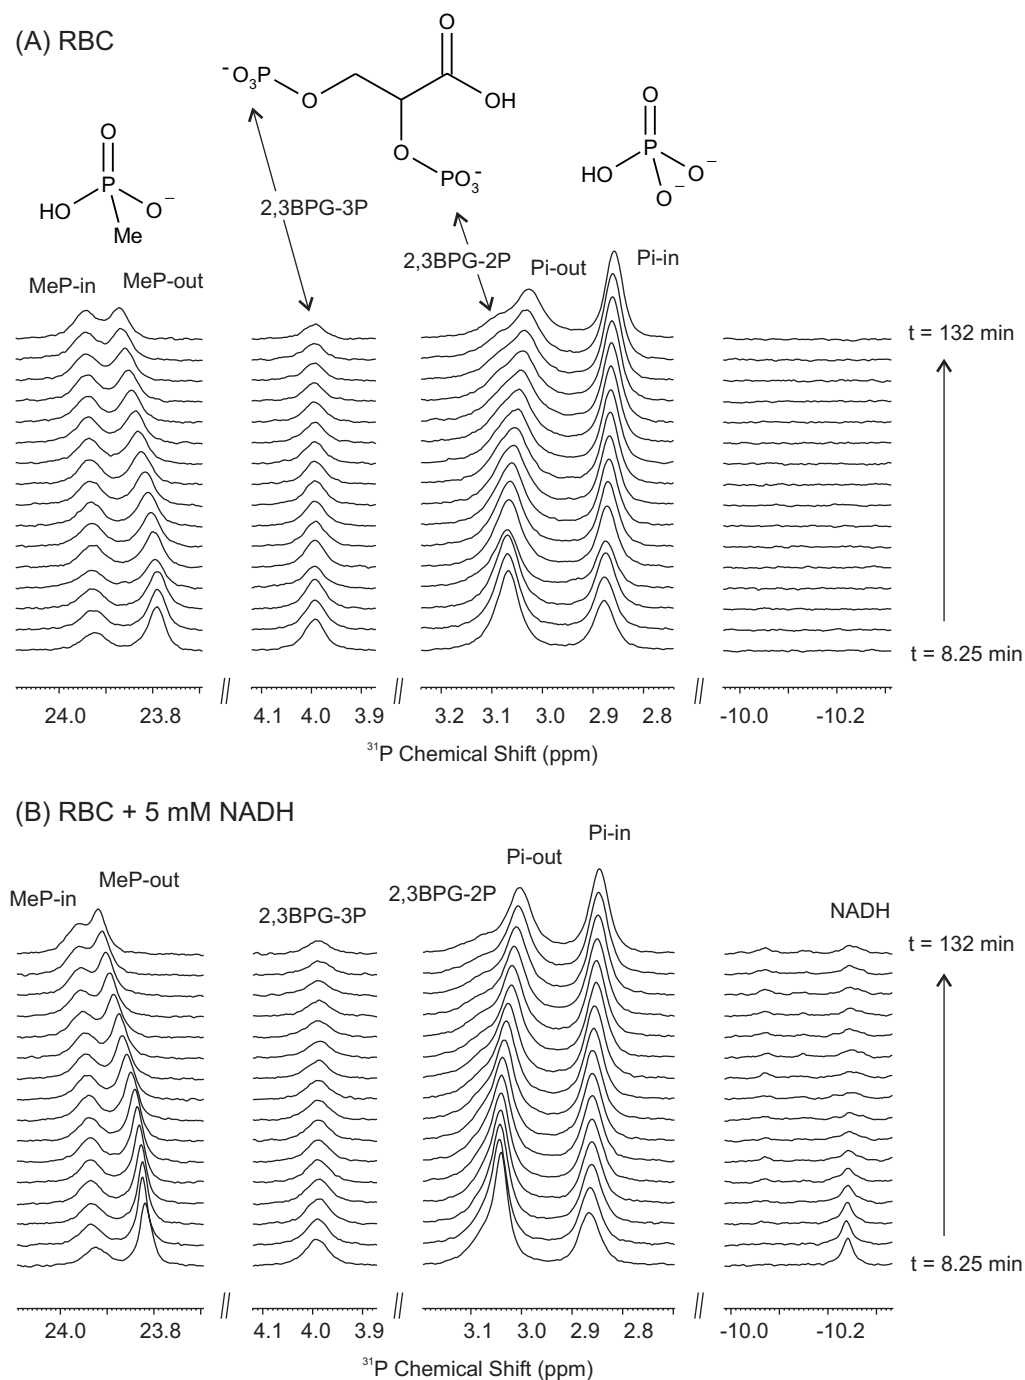 (A) RBC
O
⁻O₃P
O
OH
O
O
PO₃⁻
O
P
HO
O⁻
Me
O
P
HO
O⁻
O⁻
2,3BPG-3P
2,3BPG-2P
MeP-in
MeP-out
Pi-out
Pi-in
t = 132 min
t = 8.25 min
24.0 23.8 4.1 4.0 3.9 3.2 3.1 3.0 2.9 2.8 -10.0 -10.2
³¹P Chemical Shift (ppm)
(B) RBC + 5 mM NADH
MeP-in
MeP-out
2,3BPG-3P
2,3BPG-2P
Pi-out
Pi-in
NADH
t = 132 min
t = 8.25 min
24.0 23.8 4.1 4.0 3.9 3.1 3.0 2.9 2.8 -10.0 -10.2
³¹P Chemical Shift (ppm)